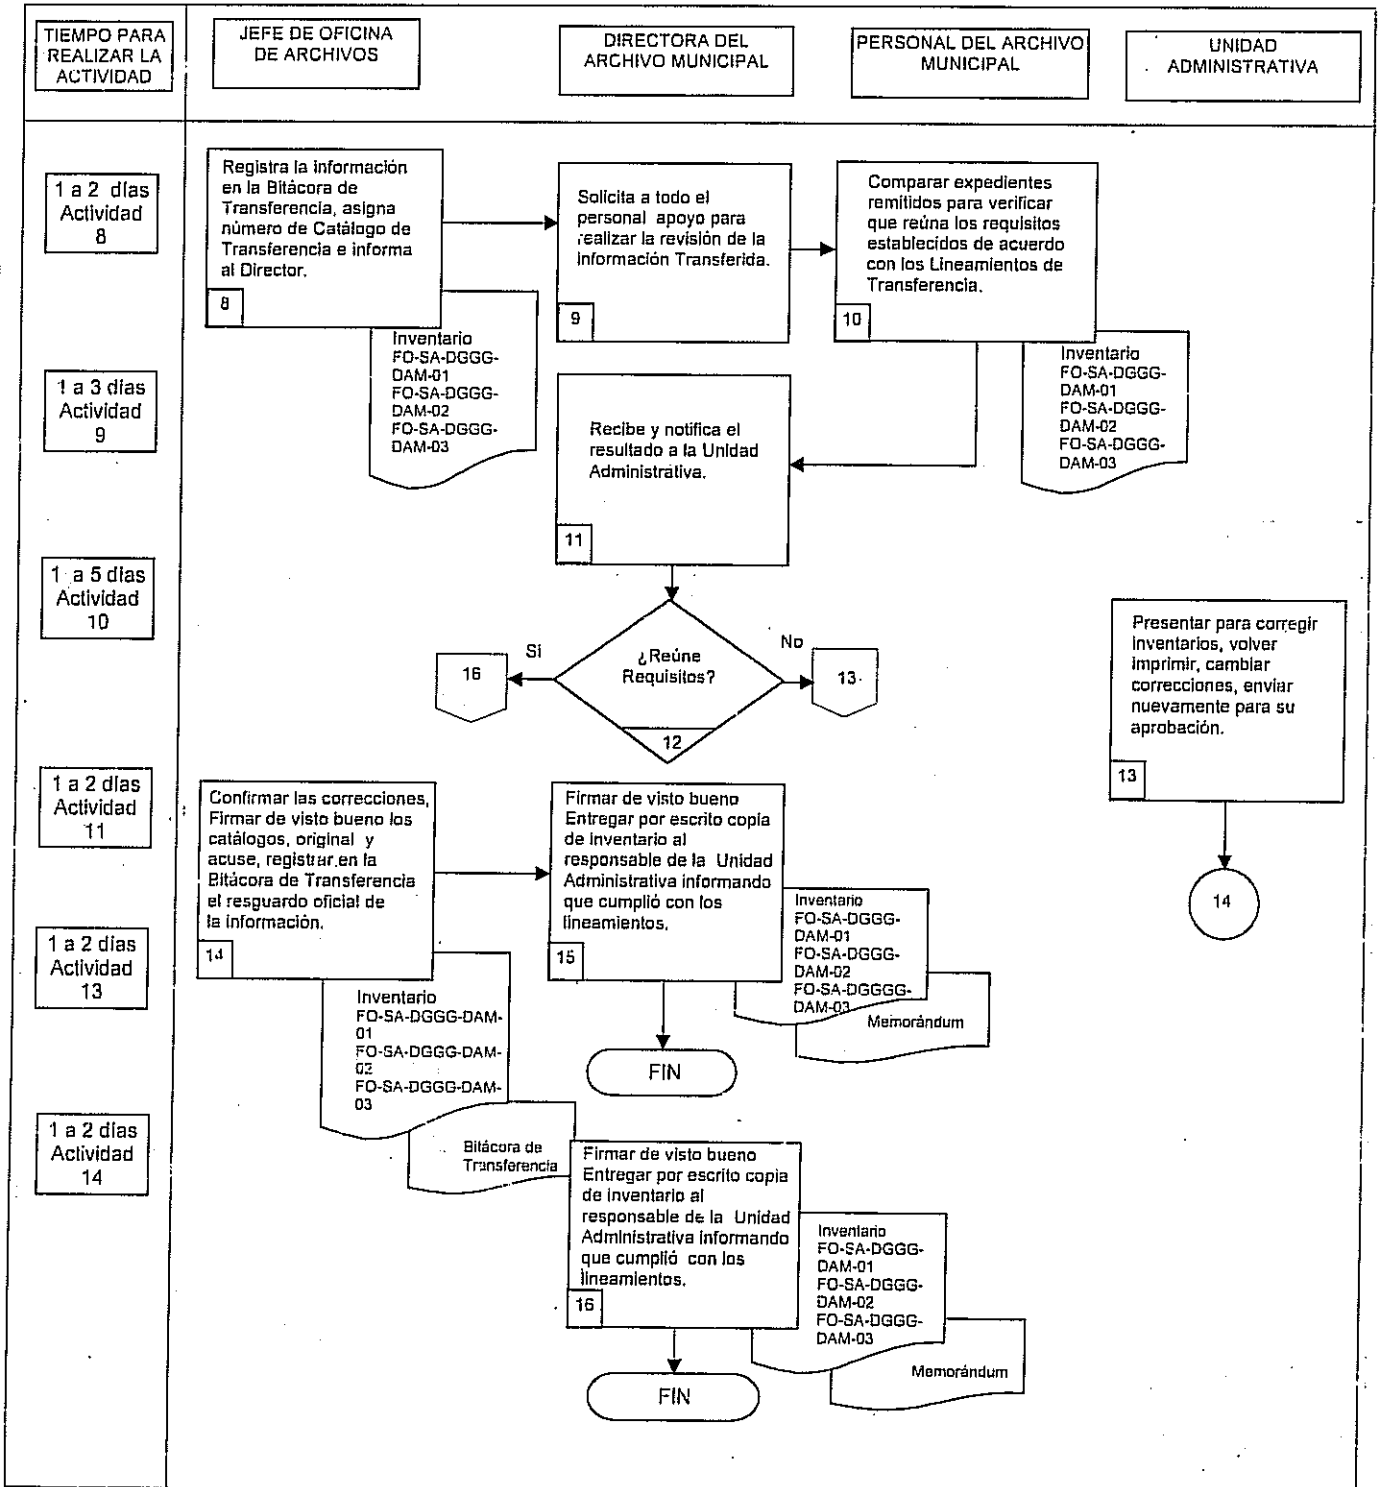 TIEMPO PARA
REALIZAR LA
ACTIVIDAD
JEFE DE OFICINA
DE ARCHIVOS
DIRECTORA DEL
ARCHIVO MUNICIPAL
PERSONAL DEL ARCHIVO
MUNICIPAL
UNIDAD
ADMINISTRATIVA
1 a 2 días
Actividad
8
Registra la información
en la Bitácora de
Transferencia, asigna
número de Catálogo de
Transferencia e informa
al Director.
8
Inventario
FO-SA-DGGG-
DAM-01
FO-SA-DGGG-
DAM-02
FO-SA-DGGG-
DAM-03
Solicita a todo el
personal apoyo para
realizar la revisión de la
Información Transferida.
9
Comparar expedientes
remitidos para verificar
que reúna los requisitos
establecidos de acuerdo
con los Lineamientos de
Transferencia.
10
Inventario
FO-SA-DGGG-
DAM-01
FO-SA-DGGG-
DAM-02
FO-SA-DGGG-
DAM-03
1 a 3 días
Actividad
9
Recibe y notifica el
resultado a la Unidad
Administrativa.
11
1 a 5 días
Actividad
10
¿Reúne
Requisitos?
12
Si
16
No
13
Presentar para corregir
inventarios, volver
imprimir, cambiar
correcciones, enviar
nuevamente para su
aprobación.
13
14
1 a 2 días
Actividad
11
Confirmar las correcciones,
Firmar de visto bueno los
catálogos, original y
acuse, registrar en la
Bitácora de Transferencia
el resguardo oficial de
la información.
14
Inventario
FO-SA-DGGG-DAM-
01
FO-SA-DGGG-DAM-
02
FO-SA-DGGG-DAM-
03
Bitácora de
Transferencia
Firmar de visto bueno
Entregar por escrito copia
de inventario al
responsable de la Unidad
Administrativa informando
que cumplió con los
lineamientos.
15
Inventario
FO-SA-DGGG-
DAM-01
FO-SA-DGGG-
DAM-02
FO-SA-DGGGG-
DAM-03
Memorándum
FIN
1 a 2 días
Actividad
13
1 a 2 días
Actividad
14
Firmar de visto bueno
Entregar por escrito copia
de inventario al
responsable de la Unidad
Administrativa informando
que cumplió con los
lineamientos.
16
Inventario
FO-SA-DGGG-
DAM-01
FO-SA-DGGG-
DAM-02
FO-SA-DGGG-
DAM-03
Memorándum
FIN